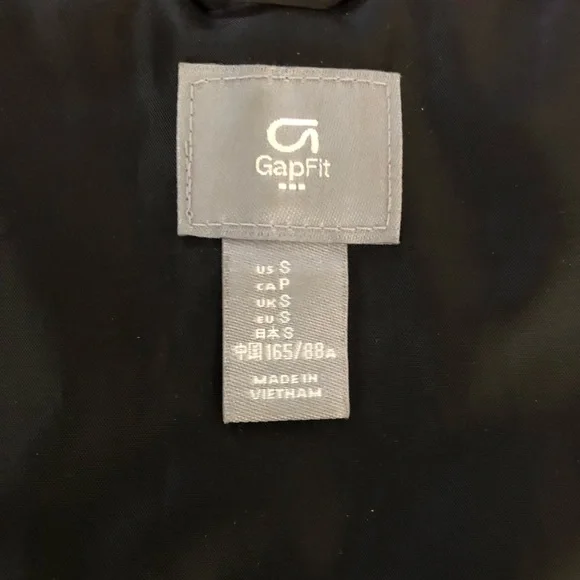 GapFit
US S
CA P
UK S
EU S
日本 S
中国 165/88A
MADE IN
VIETNAM